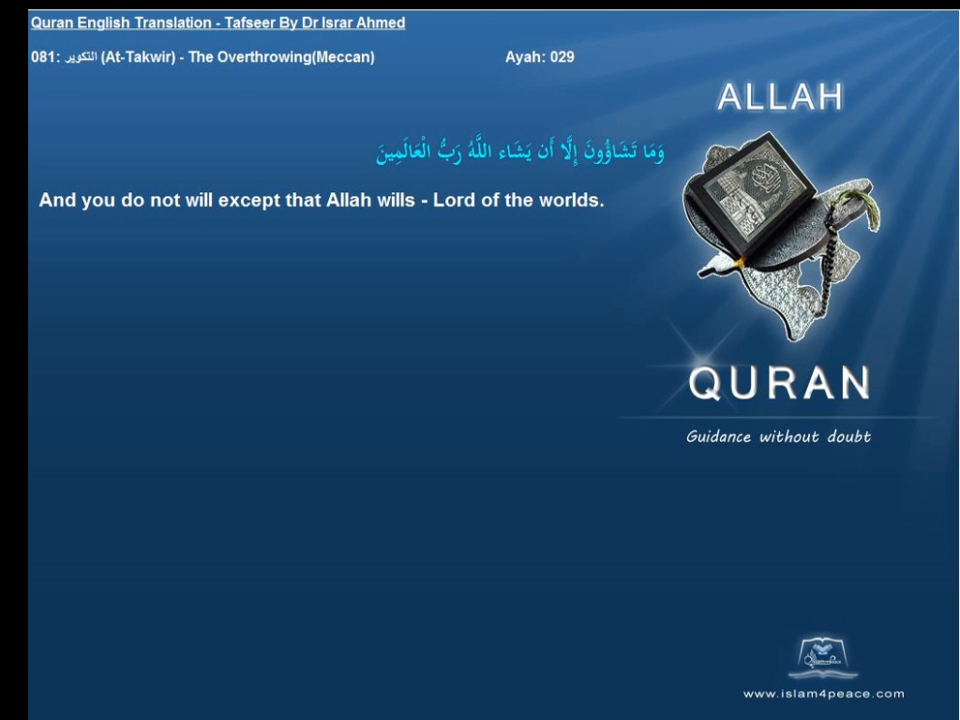 Quran English Translation - Tafseer By Dr Israr Ahmed
081: التكوير (At-Takwir) - The Overthrowing(Meccan) Ayah: 029
ALLAH
وَمَا تَشَاؤُونَ إِلَّا أَن يَشَاء اللَّهُ رَبُّ الْعَالَمِينَ
And you do not will except that Allah wills - Lord of the worlds.
QURAN
Guidance without doubt
www.islam4peace.com